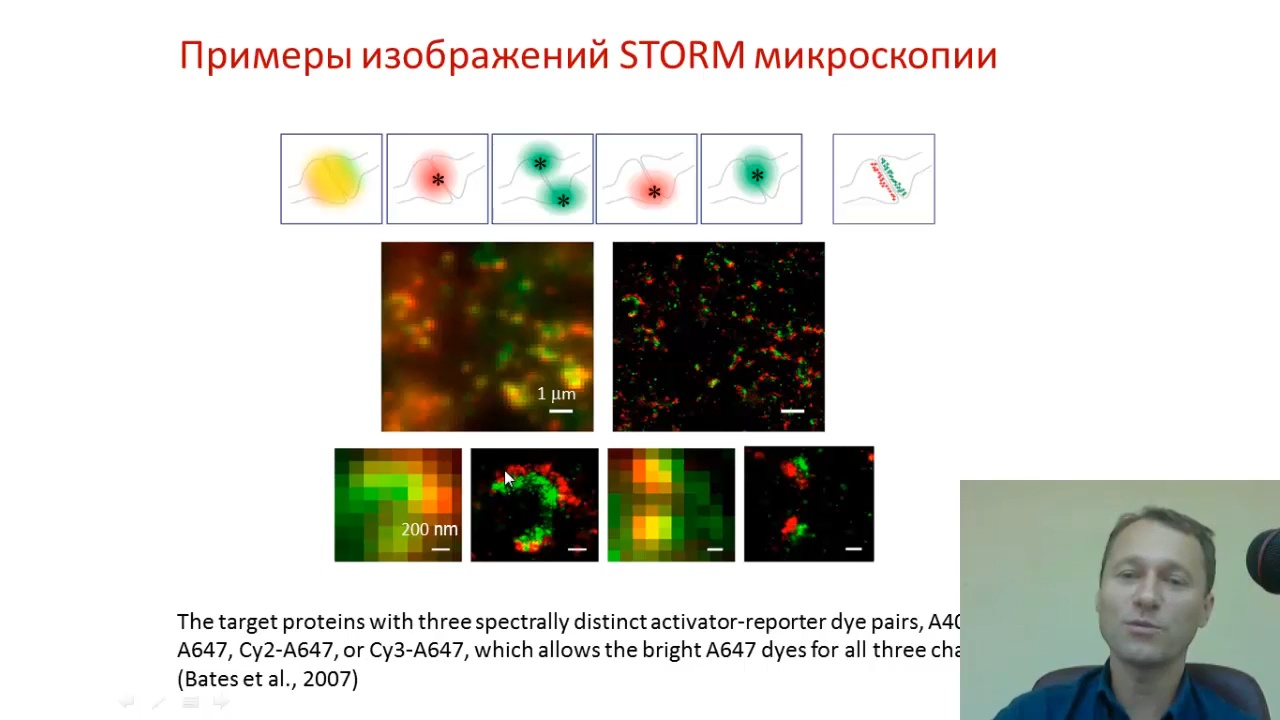 Примеры изображений STORM микроскопии
1 μm
200 nm
The target proteins with three spectrally distinct activator-reporter dye pairs,
A647, Cy2-A647, or Cy3-A647, which allows the bright A647 dyes for all three
(Bates et al., 2007)